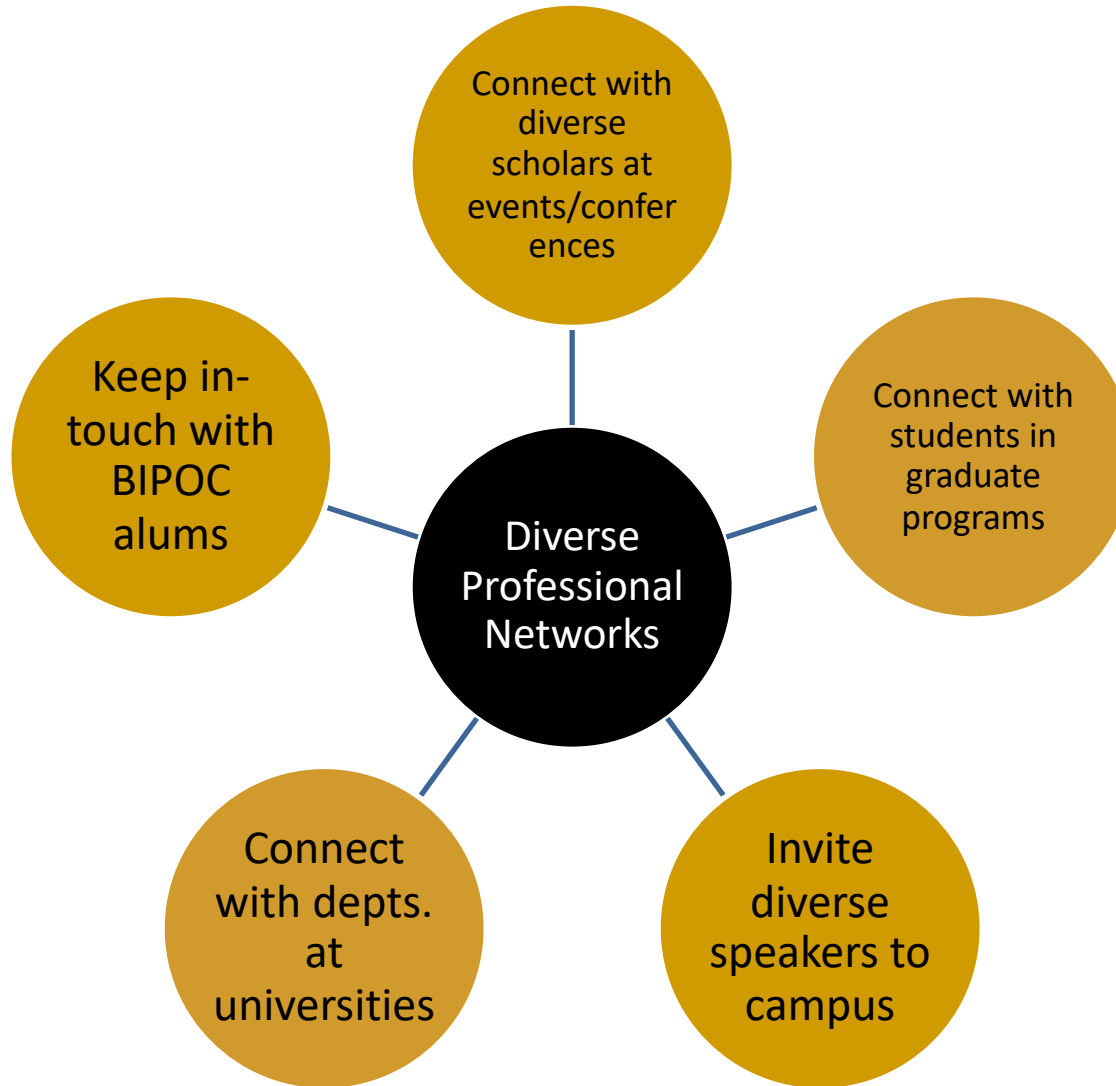 Connect with
diverse
scholars at
events/confer
ences
Keep in-
touch with
BIPOC
alums
Connect with
students in
graduate
programs
Diverse
Professional
Networks
Connect
with depts.
at
universities
Invite
diverse
speakers to
campus